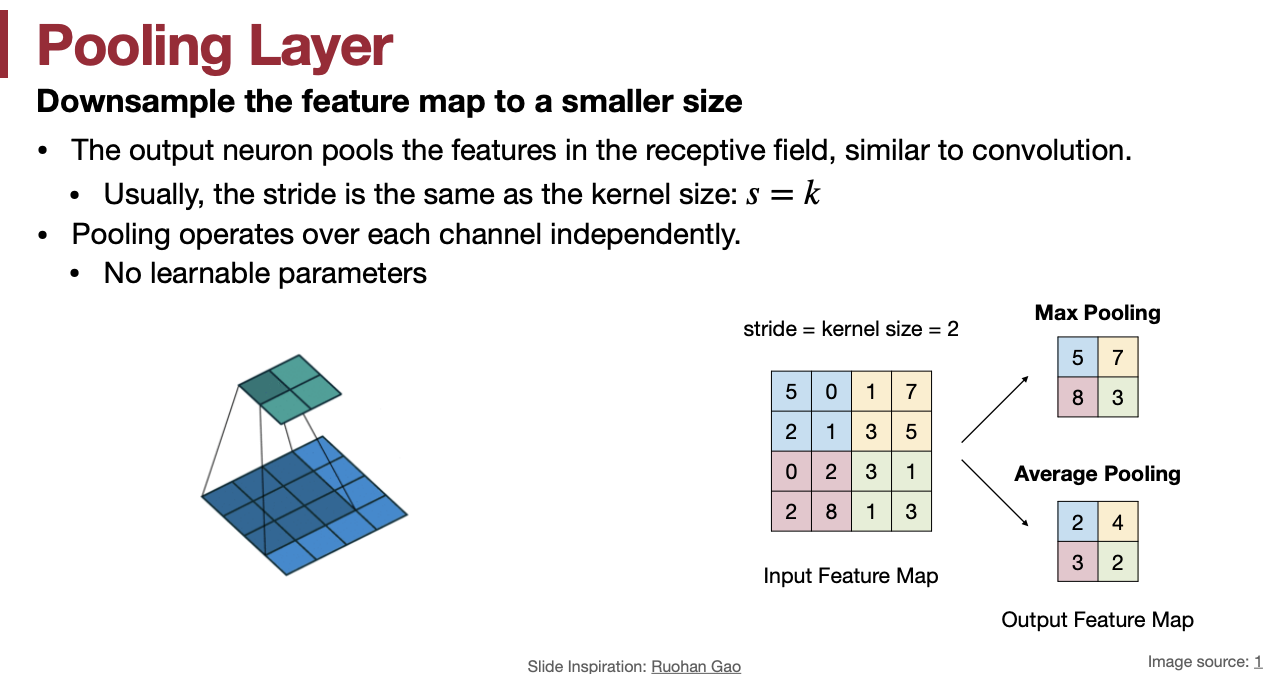 Pooling Layer
Downsample the feature map to a smaller size
• The output neuron pools the features in the receptive field, similar to convolution.
• Usually, the stride is the same as the kernel size: s = k
• Pooling operates over each channel independently.
• No learnable parameters
stride = kernel size = 2
5 0 1 7
2 1 3 5
0 2 3 1
2 8 1 3
Input Feature Map
Max Pooling
5 7
8 3
Average Pooling
2 4
3 2
Output Feature Map
Slide Inspiration: Ruohan Gao
Image source: 1